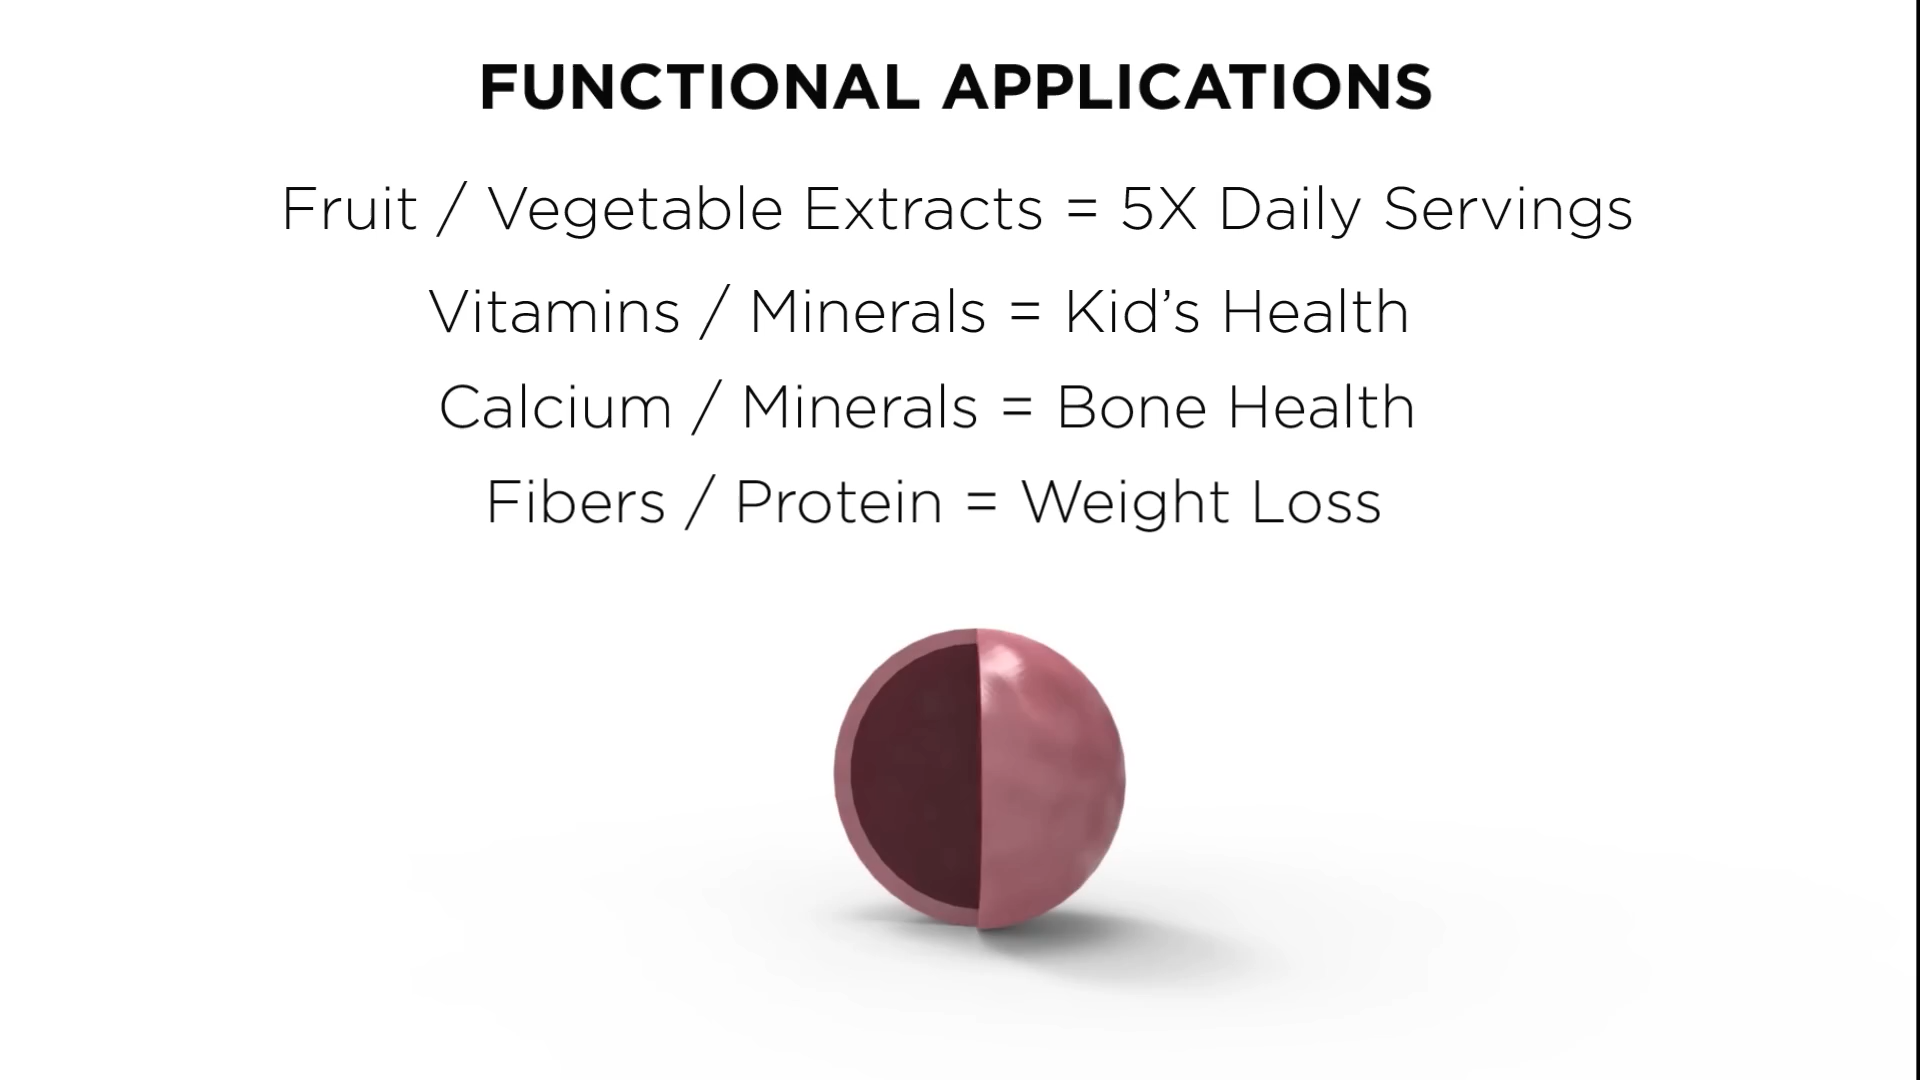 FUNCTIONAL APPLICATIONS
Fruit / Vegetable Extracts = 5X Daily Servings
Vitamins / Minerals = Kid’s Health
Calcium / Minerals = Bone Health
Fibers / Protein = Weight Loss